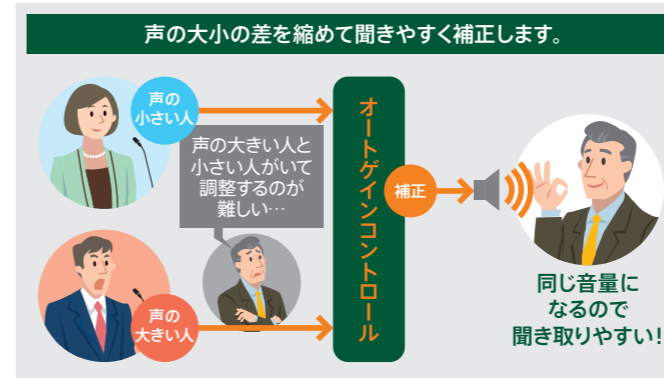 声の大小の差を縮めて聞きやすく補正します。
声の
小さい人
声の大きい人と
小さい人がいて
調整するのが
難しい…
声の
大きい人
オートゲインコントロール
補正
同じ音量に
なるので
聞き取りやすい!